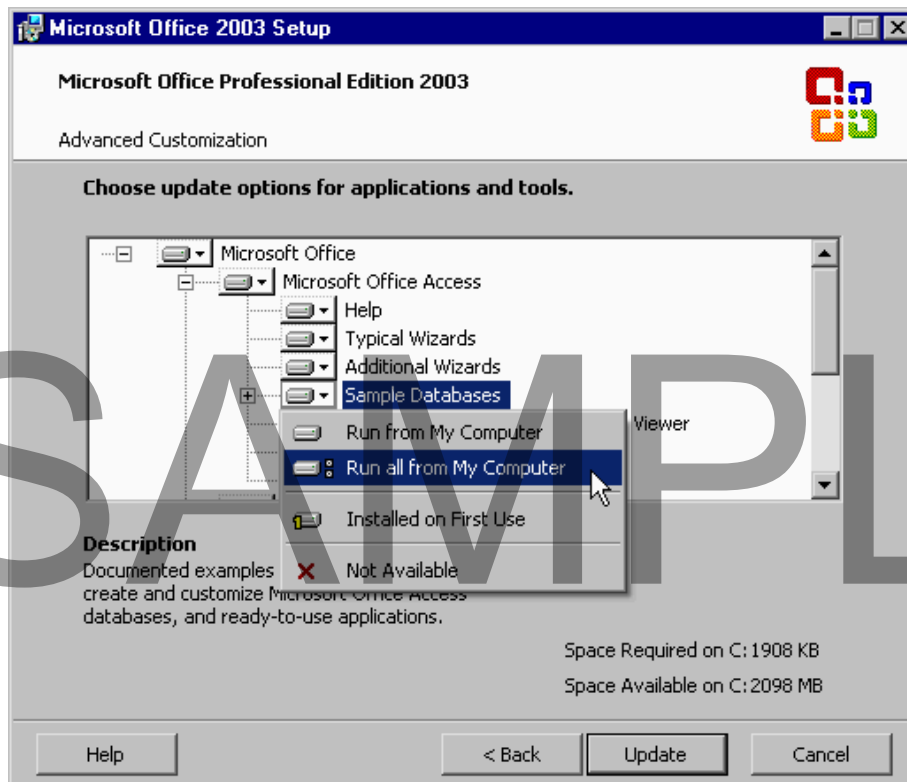 Microsoft Office 2003 Setup
Microsoft Office Professional Edition 2003
Advanced Customization
Choose update options for applications and tools.
Microsoft Office
Microsoft Office Access
Help
Typical Wizards
Additional Wizards
Sample Databases
Viewer
Run from My Computer
Run all from My Computer
Installed on First Use
Not Available
Description
Documented examples
create and customize Microsoft Office Access
databases, and ready-to-use applications.
Space Required on C: 1908 KB
Space Available on C: 2098 MB
Help
< Back
Update
Cancel
SAMPL